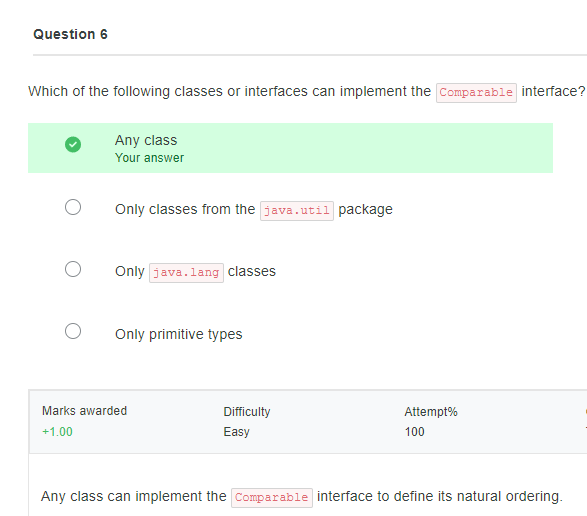 Question 6
Which of the following classes or interfaces can implement the Comparable interface?
Any class
Your answer
Only classes from the java.util package
Only java.lang classes
Only primitive types
Marks awarded Difficulty Attempt%
+1.00 Easy 100
Any class can implement the Comparable interface to define its natural ordering.